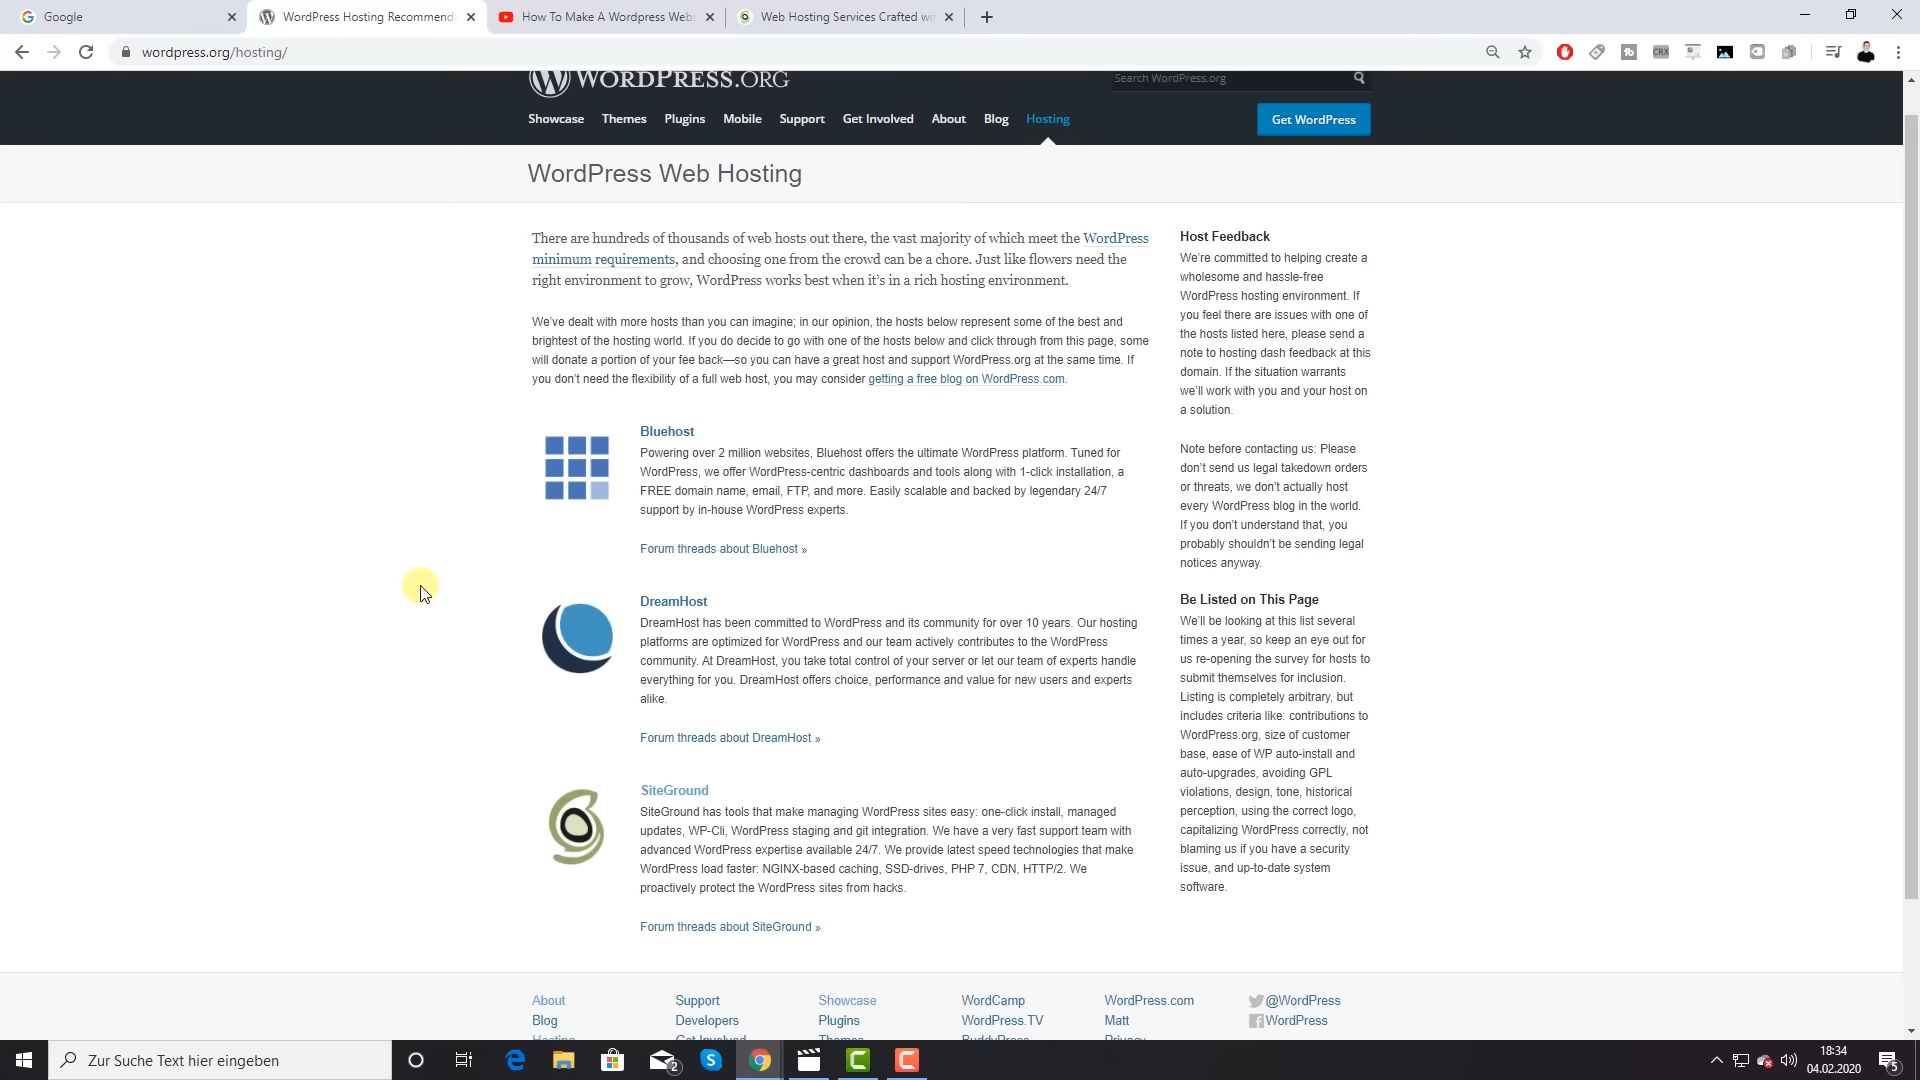 Google
WordPress Hosting Recommenda
How To Make A Wordpress Webs
Web Hosting Services Crafted wi
wordpress.org/hosting/
WORDPRESS.ORG
Search WordPress.org
Showcase Themes Plugins Mobile Support Get Involved About Blog Hosting
Get WordPress
WordPress Web Hosting
There are hundreds of thousands of web hosts out there, the vast majority of which meet the WordPress
minimum requirements, and choosing one from the crowd can be a chore. Just like flowers need the
right environment to grow, WordPress works best when it's in a rich hosting environment.
We've dealt with more hosts than you can imagine; in our opinion, the hosts below represent some of the best and
brightest of the hosting world. If you do decide to go with one of the hosts below and click through from this page, some
will donate a portion of your fee back—so you can have a great host and support WordPress.org at the same time. If
you don't need the flexibility of a full web host, you may consider getting a free blog on WordPress.com.
Bluehost
Powering over 2 million websites, Bluehost offers the ultimate WordPress platform. Tuned for
WordPress, we offer WordPress-centric dashboards and tools along with 1-click installation, a
FREE domain name, email, FTP, and more. Easily scalable and backed by legendary 24/7
support by in-house WordPress experts.
Forum threads about Bluehost »
DreamHost
DreamHost has been committed to WordPress and its community for over 10 years. Our hosting
platforms are optimized for WordPress and our team actively contributes to the WordPress
community. At DreamHost, you take total control of your server or let our team of experts handle
everything for you. DreamHost offers choice, performance and value for new users and experts
alike.
Forum threads about DreamHost »
SiteGround
SiteGround has tools that make managing WordPress sites easy: one-click install, managed
updates, WP-Cli, WordPress staging and git integration. We have a very fast support team with
advanced WordPress expertise available 24/7. We provide latest speed technologies that make
WordPress load faster: NGINX-based caching, SSD-drives, PHP 7, CDN, HTTP/2. We
proactively protect the WordPress sites from hacks.
Forum threads about SiteGround »
Host Feedback
We're committed to helping create a
wholesome and hassle-free
WordPress hosting environment. If
you feel there are issues with one of
the hosts listed here, please send a
note to hosting dash feedback at this
domain. If the situation warrants
we'll work with you and your host on
a solution.
Note before contacting us: Please
don't send us legal takedown orders
or threats, we don't actually host
every WordPress blog in the world.
If you don't understand that, you
probably shouldn't be sending legal
notices anyway.
Be Listed on This Page
We'll be looking at this list several
times a year, so keep an eye out for
us re-opening the survey for hosts to
submit themselves for inclusion.
Listing is completely arbitrary, but
includes criteria like: contributions to
WordPress.org, size of customer
base, ease of WP auto-install and
auto-upgrades, avoiding GPL
violations, design, tone, historical
perception, using the correct logo,
capitalizing WordPress correctly, not
blaming us if you have a security
issue, and up-to-date system
software.
About Support Showcase WordCamp WordPress.com @WordPress
Blog Developers Plugins WordPress.TV Matt WordPress
Hosting Get Involved Themes BuddyPress Privacy
Zur Suche Text hier eingeben
2
18:34
04.02.2020
5